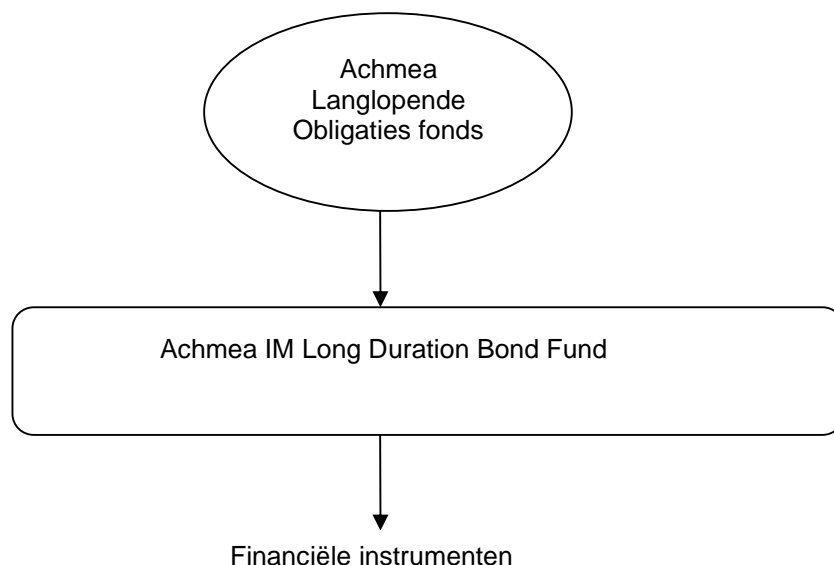 Achmea
Langlopende
Obligaties fonds
Achmea IM Long Duration Bond Fund
Financiële instrumenten